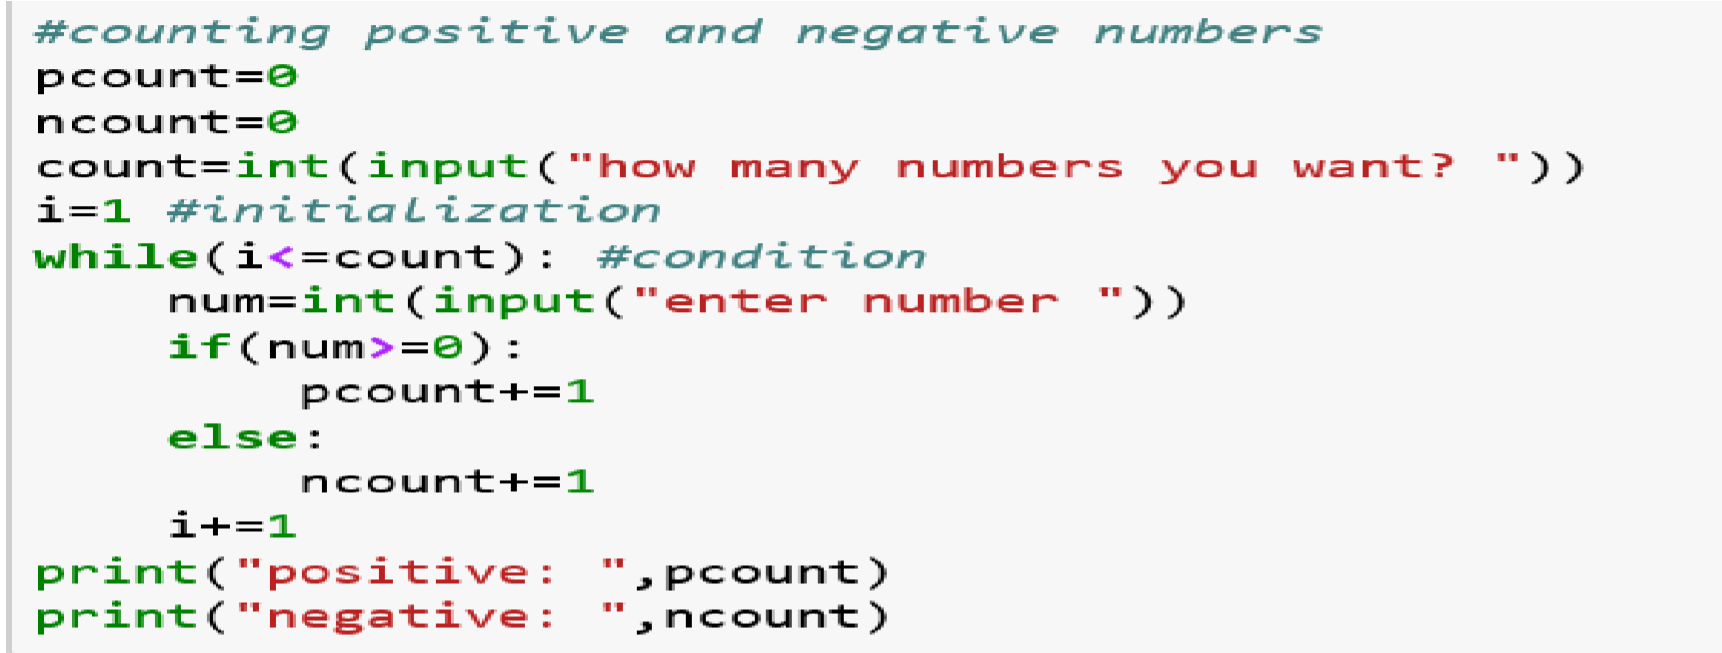 #counting positive and negative numbers
pcount=0
ncount=0
count=int(input("how many numbers you want? "))
i=1 #initialization
while(i<=count): #condition
    num=int(input("enter number "))
    if(num>=0):
        pcount+=1
    else:
        ncount+=1
    i+=1
print("positive: ",pcount)
print("negative: ",ncount)